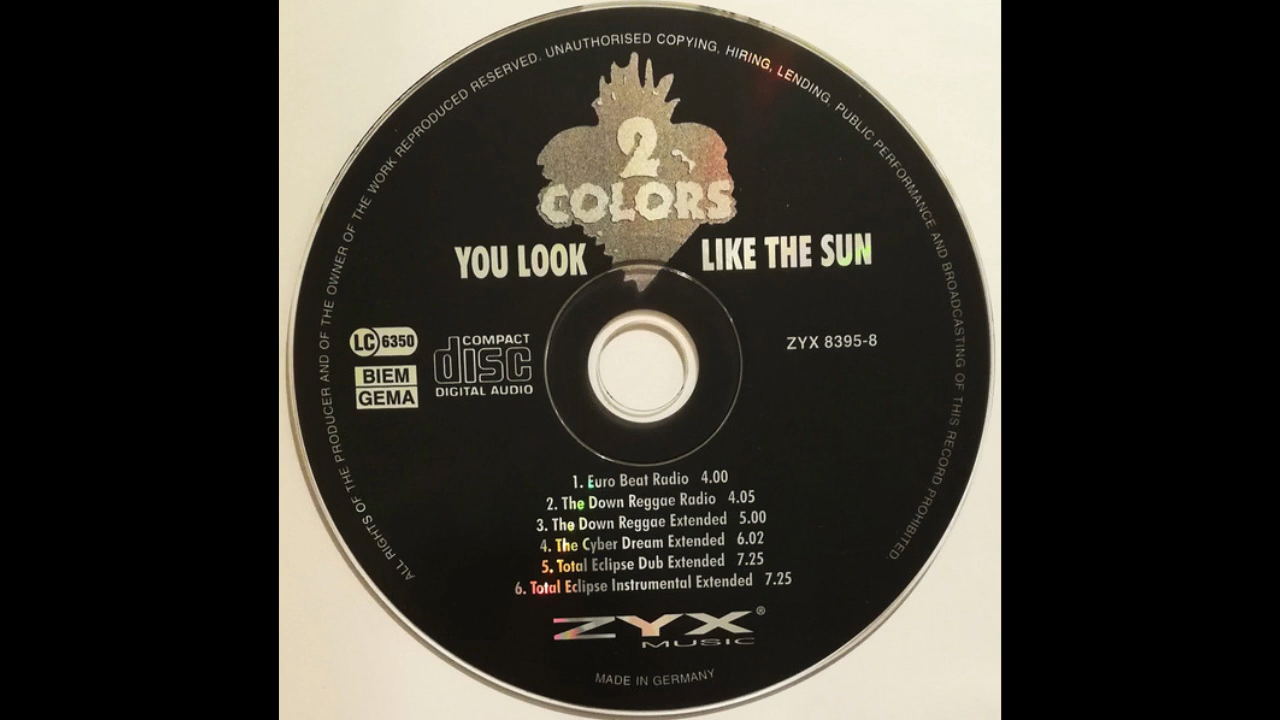 ALL RIGHTS OF THE PRODUCER AND OF THE OWNER OF THE WORK REPRODUCED RESERVED. UNAUTHORISED COPYING, HIRING, LENDING, PUBLIC PERFORMANCE AND BROADCASTING OF THIS RECORD PROHIBITED.
2
COLORS
YOU LOOK LIKE THE SUN
LC 6350
BIEM
GEMA
COMPACT
disc
DIGITAL AUDIO
ZYX 8395-8
1. Euro Beat Radio 4.00
2. The Down Reggae Radio 4.05
3. The Down Reggae Extended 5.00
4. The Cyber Dream Extended 6.02
5. Total Eclipse Dub Extended 7.25
6. Total Eclipse Instrumental Extended 7.25
ZYX®
MUSIC
MADE IN GERMANY